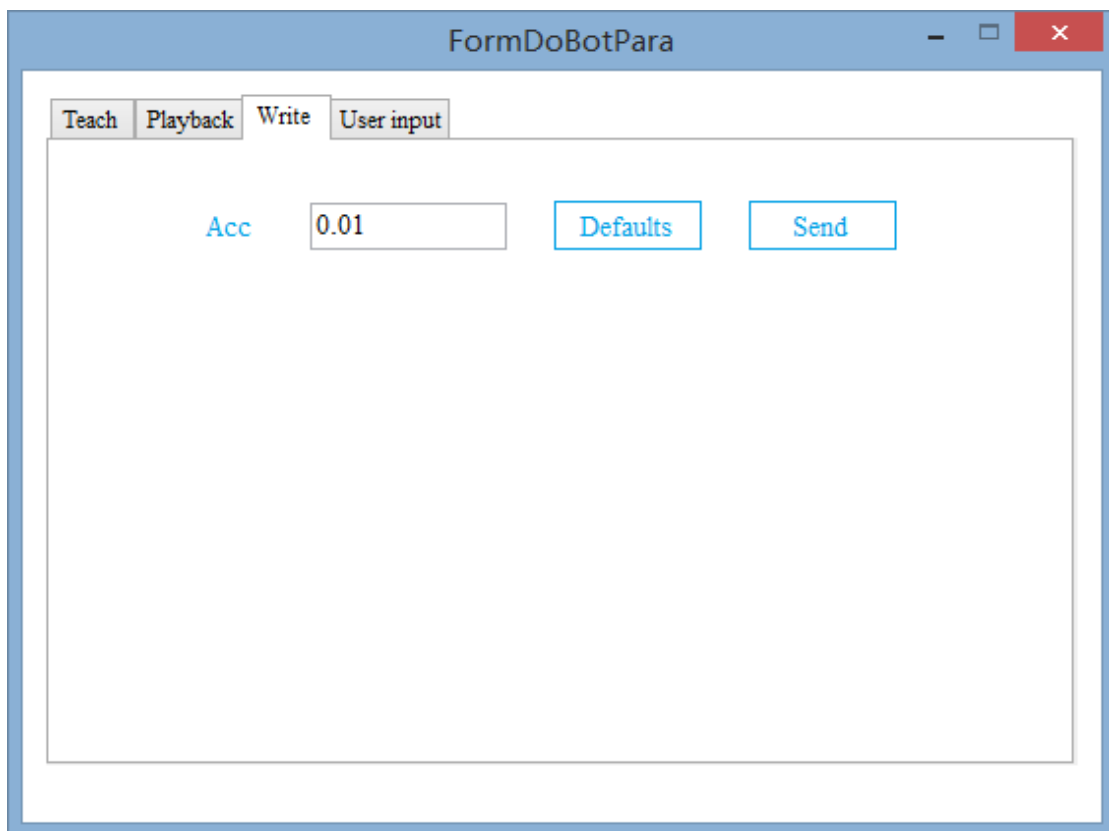 FormDoBotPara
Teach Playback Write User input
Acc 0.01 Defaults Send